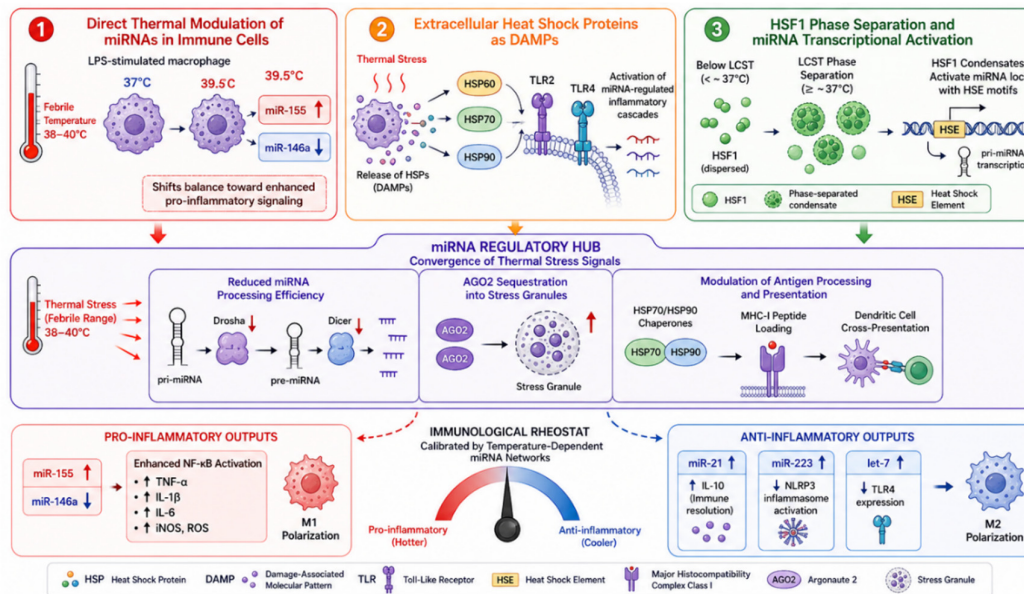 1
Direct Thermal Modulation of
miRNAs in Immune Cells
LPS-stimulated macrophage
37°C
39.5°C
39.5°C
Febrile
Temperature
38–40°C
miR-155 ↑
miR-146a ↓
Shifts balance toward enhanced
pro-inflammatory signaling
2
Extracellular Heat Shock Proteins
as DAMPs
Thermal Stress
HSP60
HSP70
HSP90
Release of HSPs
(DAMPs)
TLR2
TLR4
Activation of
miRNA-regulated
inflammatory
cascades
3
HSF1 Phase Separation and
miRNA Transcriptional Activation
Below LCST
(< ~ 37°C)
HSF1
(dispersed)
LCST Phase
Separation
(≥ ~37°C)
HSF1 Condensates
Activate miRNA loc
with HSE motifs
HSE
pri-miRNA
transcription
HSF1
Phase-separated
condensate
HSE
Heat Shock
Element
miRNA REGULATORY HUB
Convergence of Thermal Stress Signals
Thermal Stress
(Febrile Range)
38–40°C
Reduced miRNA
Processing Efficiency
Drosha ↓
Dicer ↓
pri-miRNA
pre-miRNA
AGO2 Sequestration
into Stress Granules
AGO2
AGO2
Stress Granule
Modulation of Antigen Processing
and Presentation
HSP70/HSP90
Chaperones
HSP70
HSP90
MHC-I Peptide
Loading
Dendritic Cell
Cross-Presentation
PRO-INFLAMMATORY OUTPUTS
miR-155 ↑
miR-146a ↓
Enhanced NF-κB Activation
• ↑ TNF-α
• ↑ IL-1β
• ↑ IL-6
• ↑ iNOS, ROS
M1
Polarization
IMMUNOLOGICAL RHEOSTAT
Calibrated by Temperature-Dependent
miRNA Networks
Pro-inflammatory
(Hotter)
Anti-inflammatory
(Cooler)
ANTI-INFLAMMATORY OUTPUTS
miR-21 ↑
↑ IL-10
(Immune
resolution)
miR-223 ↑
↓ NLRP3
inflammasome
activation
let-7 ↑
↓ TLR4
expression
M2
Polarization
HSP
Heat Shock Protein
DAMP
Damage-Associated
Molecular Pattern
TLR
Toll-Like Receptor
HSE
Heat Shock Element
Major Histocompatibility
Complex Class I
AGO2
Argonaute 2
Stress Granule